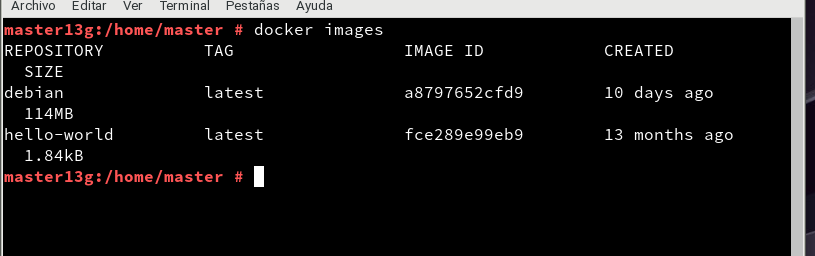 Archivo Editar Ver Terminal Pestañas Ayuda
master13g:/home/master # docker images
REPOSITORY TAG IMAGE ID CREATED
SIZE
debian latest a8797652cfd9 10 days ago
114MB
hello-world latest fce289e99eb9 13 months ago
1.84kB
master13g:/home/master #